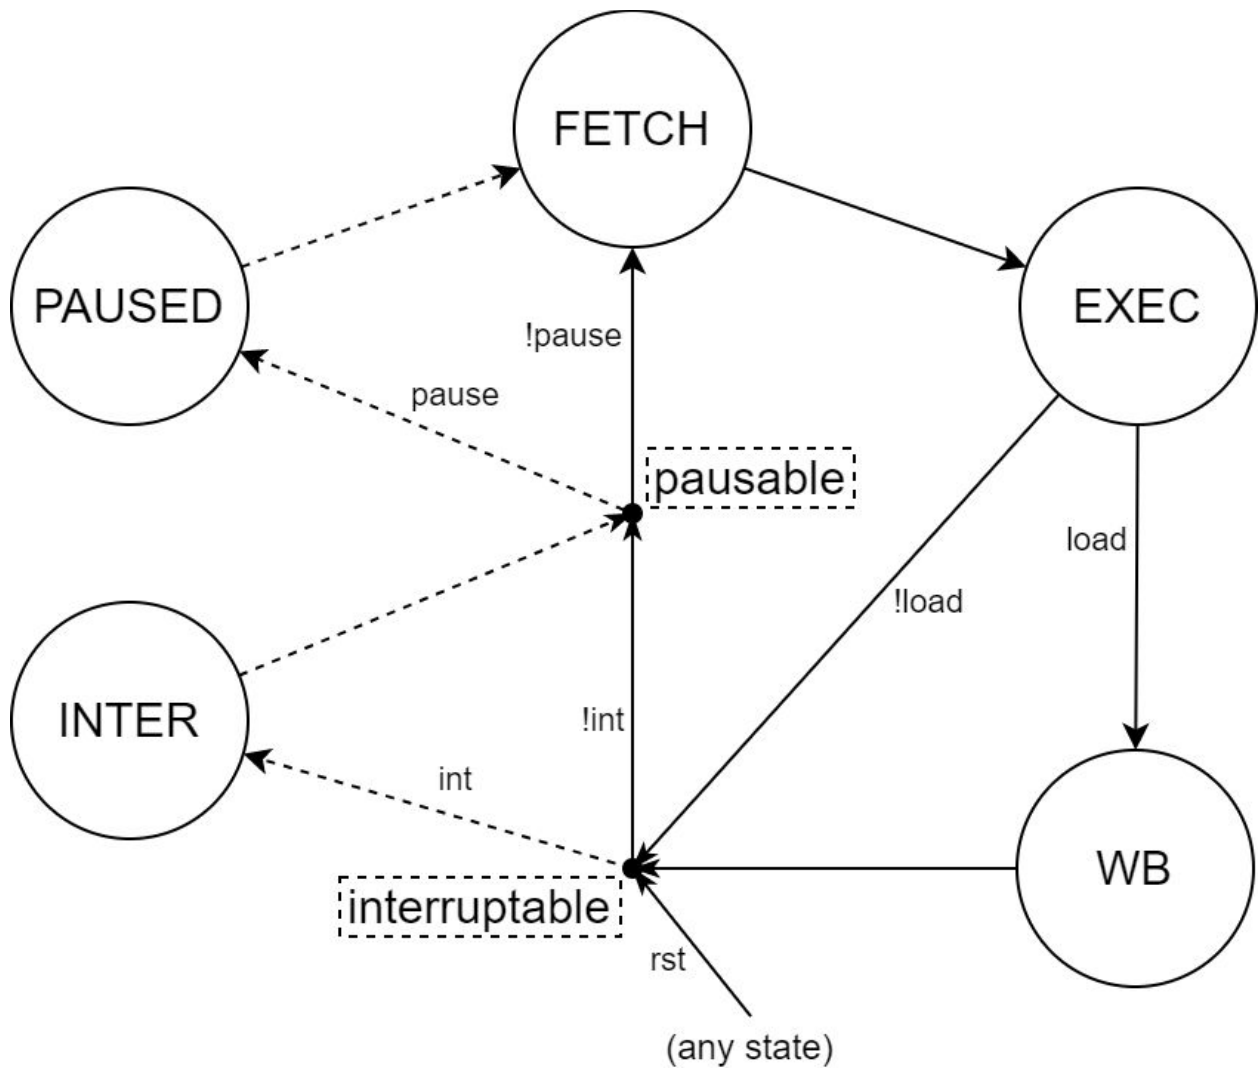 FETCH
PAUSED
EXEC
!pause
pause
pausable
load
!load
INTER
!int
int
WB
interruptable
rst
(any state)